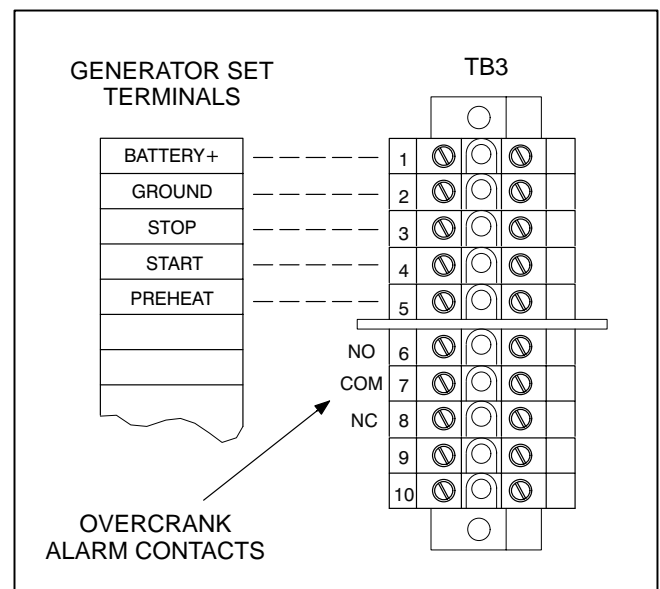 GENERATOR SET
TERMINALS
TB3
BATTERY+
GROUND
STOP
START
PREHEAT
1
2
3
4
5
NO 6
COM 7
NC 8
9
10
OVERCRANK
ALARM CONTACTS